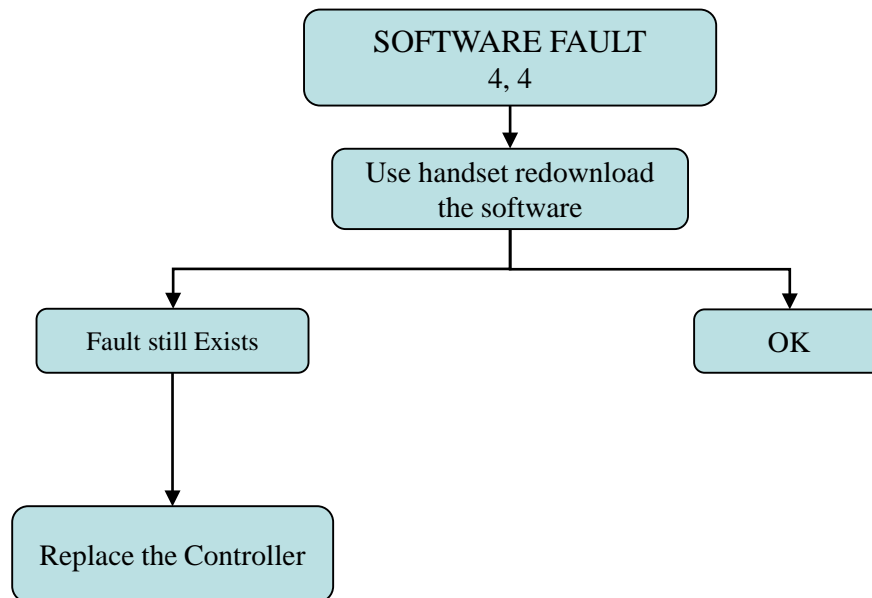 SOFTWARE FAULT
4, 4
Use handset redownload
the software
Fault still Exists
OK
Replace the Controller